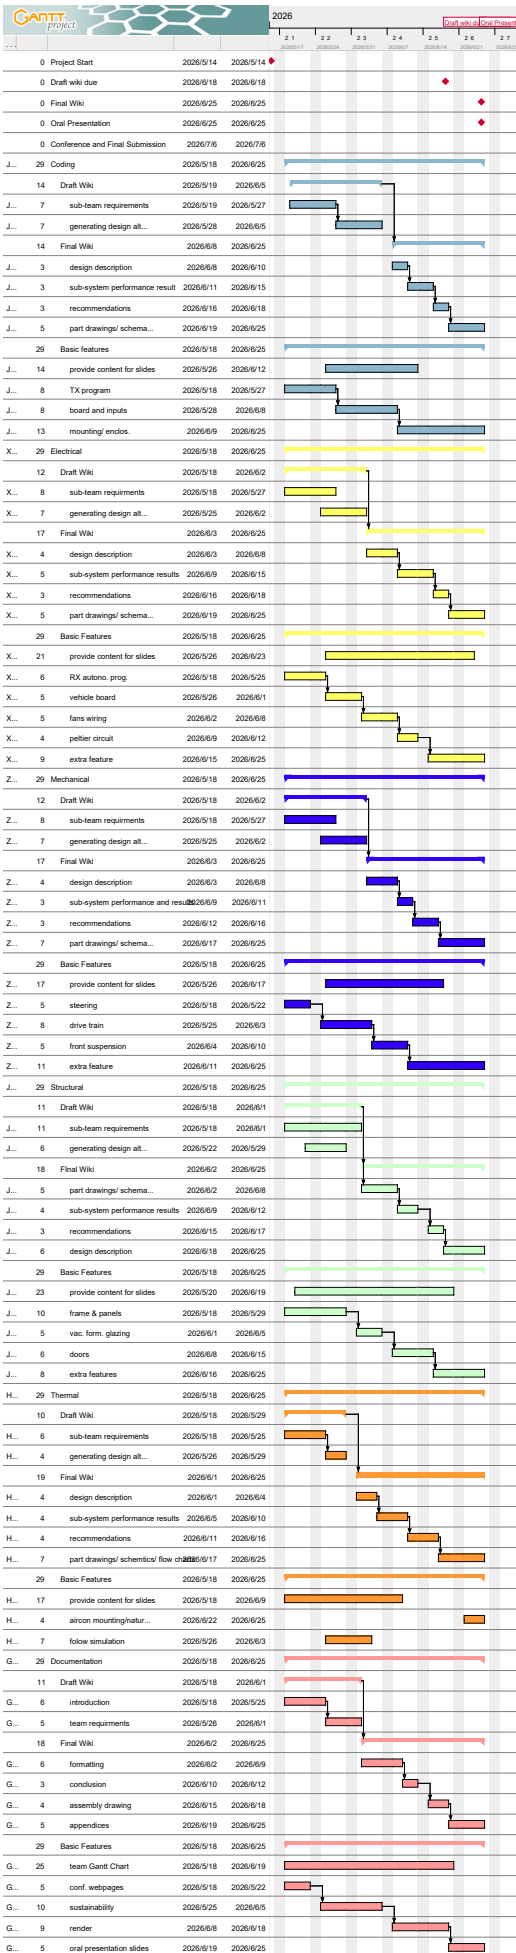 GANTT project
2026
Draft wiki du Oral Present
2 1 2 2 2 3 2 4 2 5 2 6 2 7
2026/5/17 2026/5/24 2026/5/31 2026/6/7 2026/6/14 2026/6/21
...
0 Project Start 2026/5/14 2026/5/14
0 Draft wiki due 2026/6/18 2026/6/18
0 Final Wiki 2026/6/25 2026/6/25
0 Oral Presentation 2026/6/25 2026/6/25
0 Conference and Final Submission 2026/7/6 2026/7/6
J... 29 Coding 2026/5/18 2026/6/25
14 Draft Wiki 2026/5/19 2026/6/5
J... 7 sub-team requirements 2026/5/19 2026/5/27
J... 7 generating design alt... 2026/5/28 2026/6/5
14 Final Wiki 2026/6/8 2026/6/25
J... 3 design description 2026/6/8 2026/6/10
J... 3 sub-system performance result 2026/6/11 2026/6/15
J... 3 recommendations 2026/6/16 2026/6/18
J... 5 part drawings/ schema... 2026/6/19 2026/6/25
29 Basic features 2026/5/18 2026/6/25
J... 14 provide content for slides 2026/5/26 2026/6/12
J... 8 TX program 2026/5/18 2026/5/27
J... 8 board and inputs 2026/5/28 2026/6/8
J... 13 mounting/ enclos. 2026/6/9 2026/6/25
X... 29 Electrical 2026/5/18 2026/6/25
12 Draft Wiki 2026/5/18 2026/6/2
X... 8 sub-team requirments 2026/5/18 2026/5/27
X... 7 generating design alt... 2026/5/25 2026/6/2
17 Final Wiki 2026/6/3 2026/6/25
X... 4 design description 2026/6/3 2026/6/8
X... 5 sub-system performance results 2026/6/9 2026/6/15
X... 3 recommendations 2026/6/16 2026/6/18
X... 5 part drawings/ schema... 2026/6/19 2026/6/25
29 Basic Features 2026/5/18 2026/6/25
X... 21 provide content for slides 2026/5/26 2026/6/23
X... 6 RX autono. prog. 2026/5/18 2026/5/25
X... 5 vehicle board 2026/5/26 2026/6/1
X... 5 fans wiring 2026/6/2 2026/6/8
X... 4 peltier circuit 2026/6/9 2026/6/12
X... 9 extra feature 2026/6/15 2026/6/25
Z... 29 Mechanical 2026/5/18 2026/6/25
12 Draft Wiki 2026/5/18 2026/6/2
Z... 8 sub-team requirments 2026/5/18 2026/5/27
Z... 7 generating design alt... 2026/5/25 2026/6/2
17 Final Wiki 2026/6/3 2026/6/25
Z... 4 design description 2026/6/3 2026/6/8
Z... 3 sub-system performance and results 2026/6/9 2026/6/11
Z... 3 recommendations 2026/6/12 2026/6/16
Z... 7 part drawings/ schema... 2026/6/17 2026/6/25
29 Basic Features 2026/5/18 2026/6/25
Z... 17 provide content for slides 2026/5/26 2026/6/17
Z... 5 steering 2026/5/18 2026/5/22
Z... 8 drive train 2026/5/25 2026/6/3
Z... 5 front suspension 2026/6/4 2026/6/10
Z... 11 extra feature 2026/6/11 2026/6/25
J... 29 Structural 2026/5/18 2026/6/25
11 Draft Wiki 2026/5/18 2026/6/1
J... 11 sub-team requirements 2026/5/18 2026/6/1
J... 6 generating design alt... 2026/5/22 2026/5/29
18 FInal Wiki 2026/6/2 2026/6/25
J... 5 part drawings/ schema... 2026/6/2 2026/6/8
J... 4 sub-system performance results 2026/6/9 2026/6/12
J... 3 recommendations 2026/6/15 2026/6/17
J... 6 design description 2026/6/18 2026/6/25
29 Basic Features 2026/5/18 2026/6/25
J... 23 provide content for slides 2026/5/20 2026/6/19
J... 10 frame & panels 2026/5/18 2026/5/29
J... 5 vac. form. glazing 2026/6/1 2026/6/5
J... 6 doors 2026/6/8 2026/6/15
J... 8 extra features 2026/6/16 2026/6/25
H... 29 Thermal 2026/5/18 2026/6/25
10 Draft Wiki 2026/5/18 2026/5/29
H... 6 sub-team requirements 2026/5/18 2026/5/25
H... 4 generating design alt... 2026/5/26 2026/5/29
19 Final Wiki 2026/6/1 2026/6/25
H... 4 design description 2026/6/1 2026/6/4
H... 4 sub-system performance results 2026/6/5 2026/6/10
H... 4 recommendations 2026/6/11 2026/6/16
H... 7 part drawings/ schemtics/ flow charts 2026/6/17 2026/6/25
29 Basic Features 2026/5/18 2026/6/25
H... 17 provide content for slides 2026/5/18 2026/6/9
H... 4 aircon mounting/natur... 2026/6/22 2026/6/25
H... 7 folow simulation 2026/5/26 2026/6/3
G... 29 Documentation 2026/5/18 2026/6/25
11 Draft Wiki 2026/5/18 2026/6/1
G... 6 introduction 2026/5/18 2026/5/25
G... 5 team requirments 2026/5/26 2026/6/1
18 Final Wiki 2026/6/2 2026/6/25
G... 6 formatting 2026/6/2 2026/6/9
G... 3 conclusion 2026/6/10 2026/6/12
G... 4 assembly drawing 2026/6/15 2026/6/18
G... 5 appendices 2026/6/19 2026/6/25
29 Basic Features 2026/5/18 2026/6/25
G... 25 team Gantt Chart 2026/5/18 2026/6/19
G... 5 conf. webpages 2026/5/18 2026/5/22
G... 10 sustainability 2026/5/25 2026/6/5
G... 9 render 2026/6/8 2026/6/18
G... 5 oral presentation slides 2026/6/19 2026/6/25